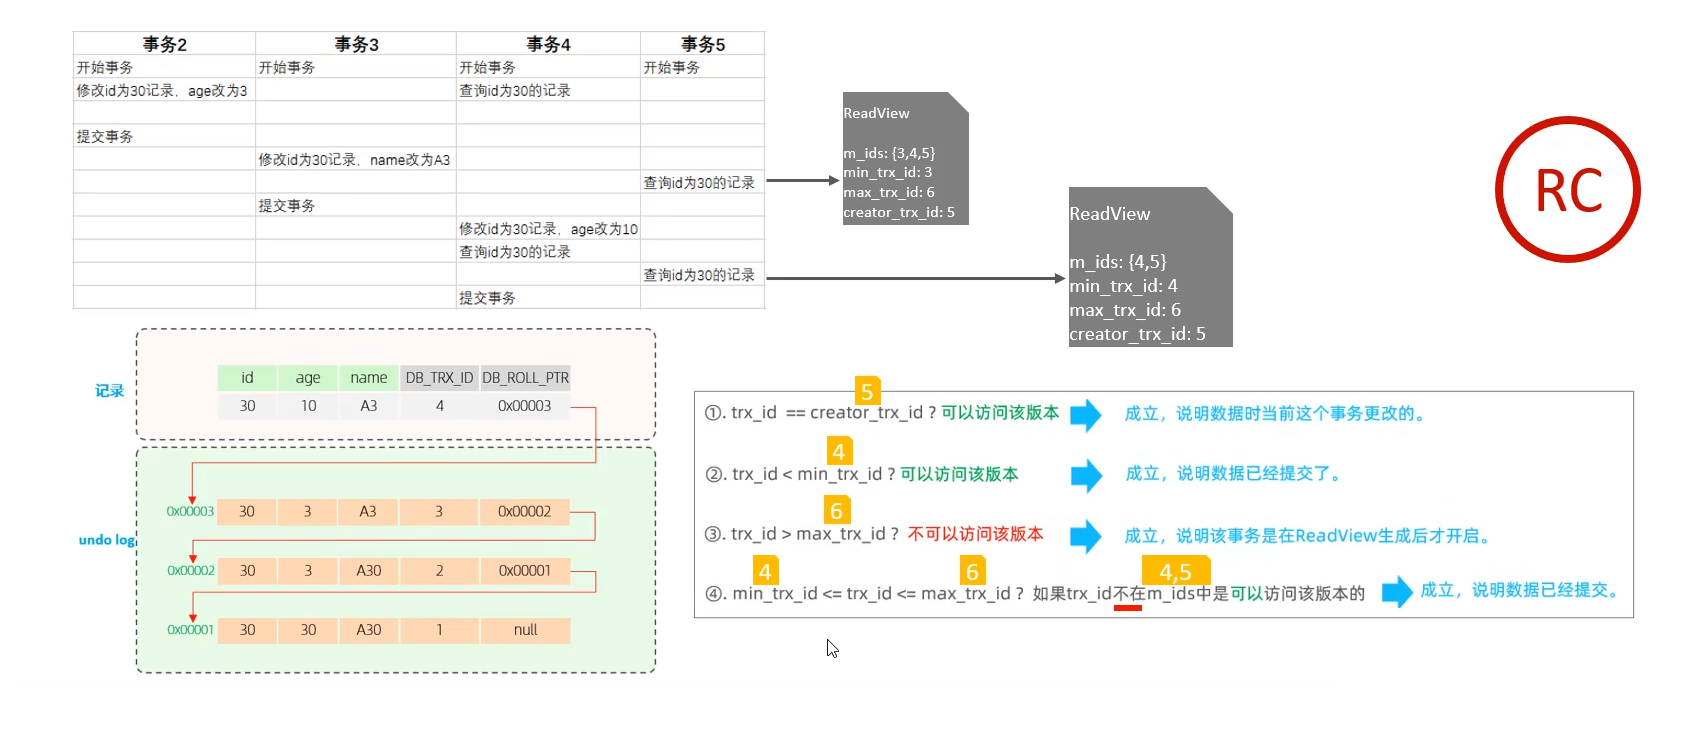 事务2 事务3 事务4 事务5
开始事务 开始事务 开始事务 开始事务
修改id为30记录，age改为3 查询id为30的记录
提交事务
修改id为30记录，name改为A3
查询id为30的记录
提交事务
修改id为30记录，age改为10
查询id为30的记录
查询id为30的记录
提交事务
ReadView
m_ids: {3,4,5}
min_trx_id: 3
max_trx_id: 6
creator_trx_id: 5
ReadView
m_ids: {4,5}
min_trx_id: 4
max_trx_id: 6
creator_trx_id: 5
RC
记录
id age name DB_TRX_ID DB_ROLL_PTR
30 10 A3 4 0x00003
undo log
0x00003 30 3 A3 3 0x00002
0x00002 30 3 A30 2 0x00001
0x00001 30 30 A30 1 null
5
①. trx_id == creator_trx_id ? 可以访问该版本 成立，说明数据时当前这个事务更改的。
4
②. trx_id < min_trx_id ? 可以访问该版本 成立，说明数据已经提交了。
6
③. trx_id > max_trx_id ? 不可以访问该版本 成立，说明该事务是在ReadView生成后才开启。
4 6 4,5
④. min_trx_id <= trx_id <= max_trx_id ? 如果trx_id不在m_ids中是可以访问该版本的 成立，说明数据已经提交。